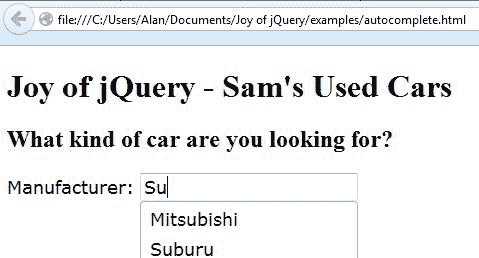 file:///C:/Users/Alan/Documents/Joy of jQuery/examples/autocomplete.html
Joy of jQuery - Sam's Used Cars
What kind of car are you looking for?
Manufacturer: Su
Mitsubishi
Suburu